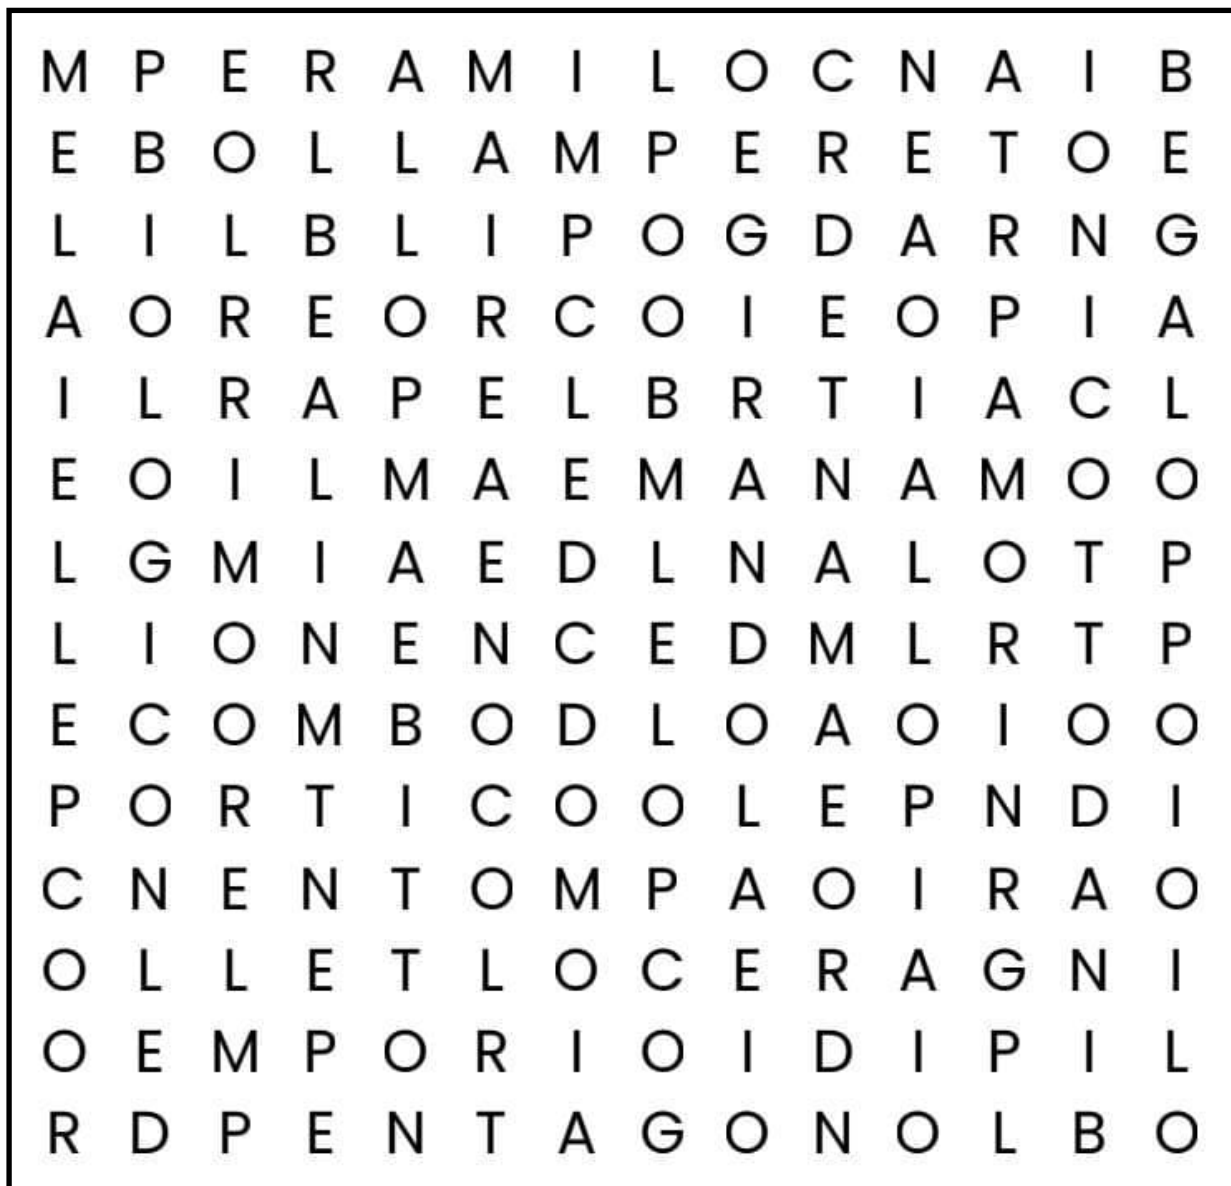 M P E R A M I L O C N A I B
E B O L L A M P E R E T O E
L I L B L I P O G D A R N G
A O R E O R C O I E O P I A
I L R A P E L B R T I A C L
E O I L M A E M A N A M O O
L G M I A E D L N A L O T P
L I O N E N C E D M L R T P
E C O M B O D L O A O I O O
P O R T I C O O L E P N D I
C N E N T O M P A O I R A O
O L L E T L O C E R A G N I
O E M P O R I O I D I P I L
R D P E N T A G O N O L B O